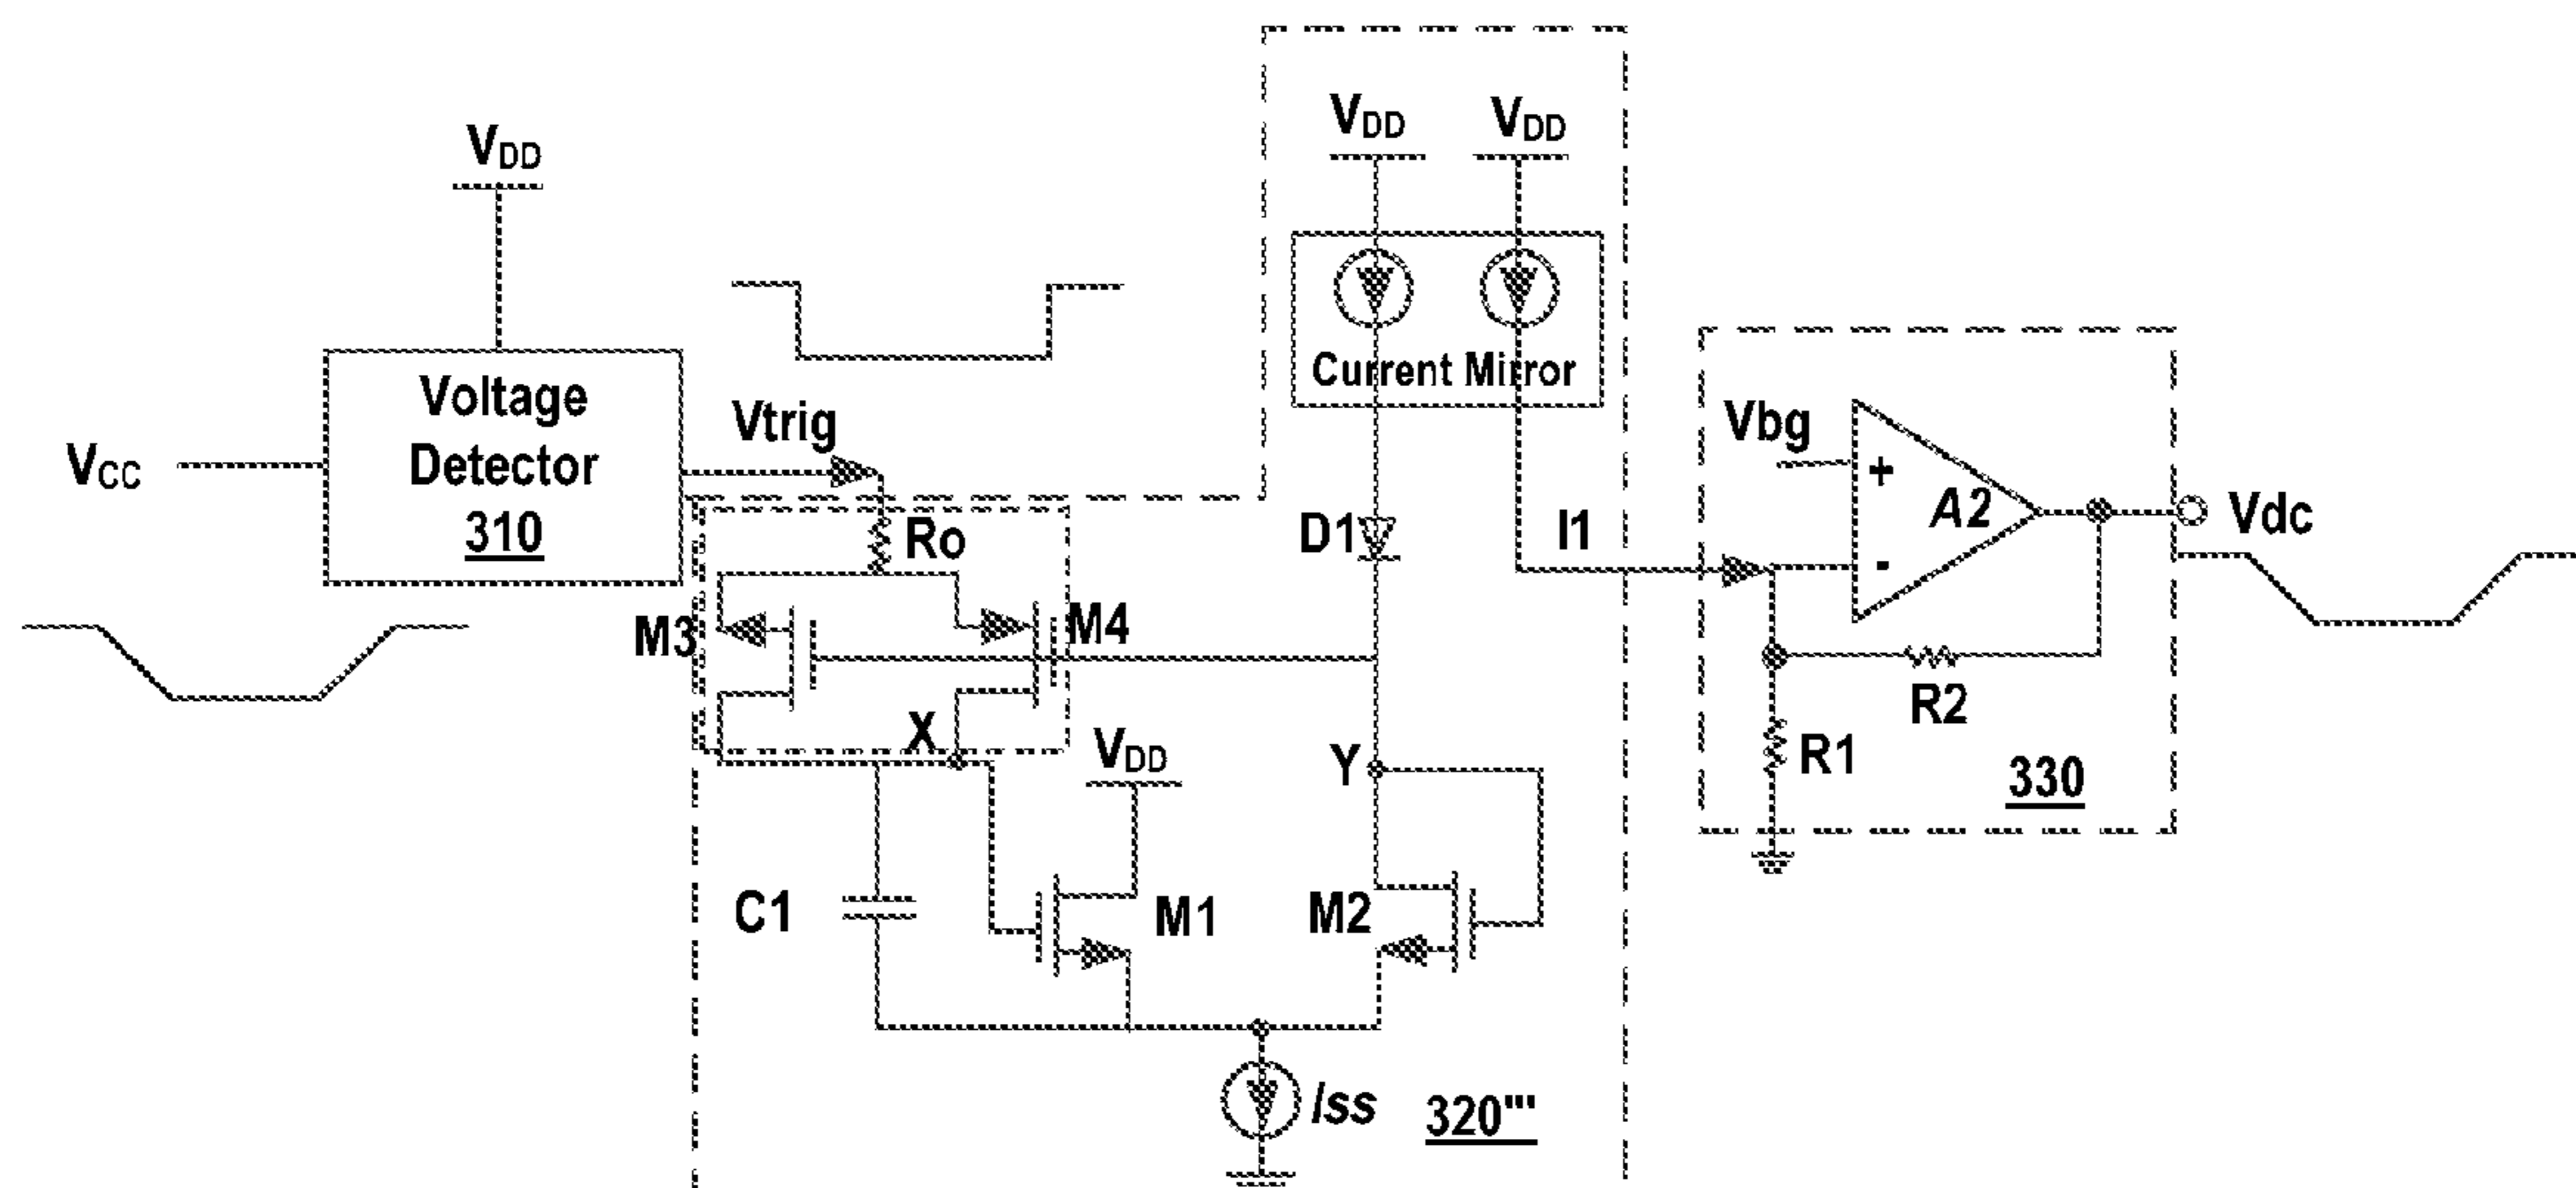 VDD VDD
VDD
Current Mirror
Voltage
Detector
310
VCC
Vtrig
Vbg
+
A2
-
Vdc
Ro
D1
I1
M3
M4
R2
X
VDD
Y
R1
330
C1
M1
M2
Iss
320'''